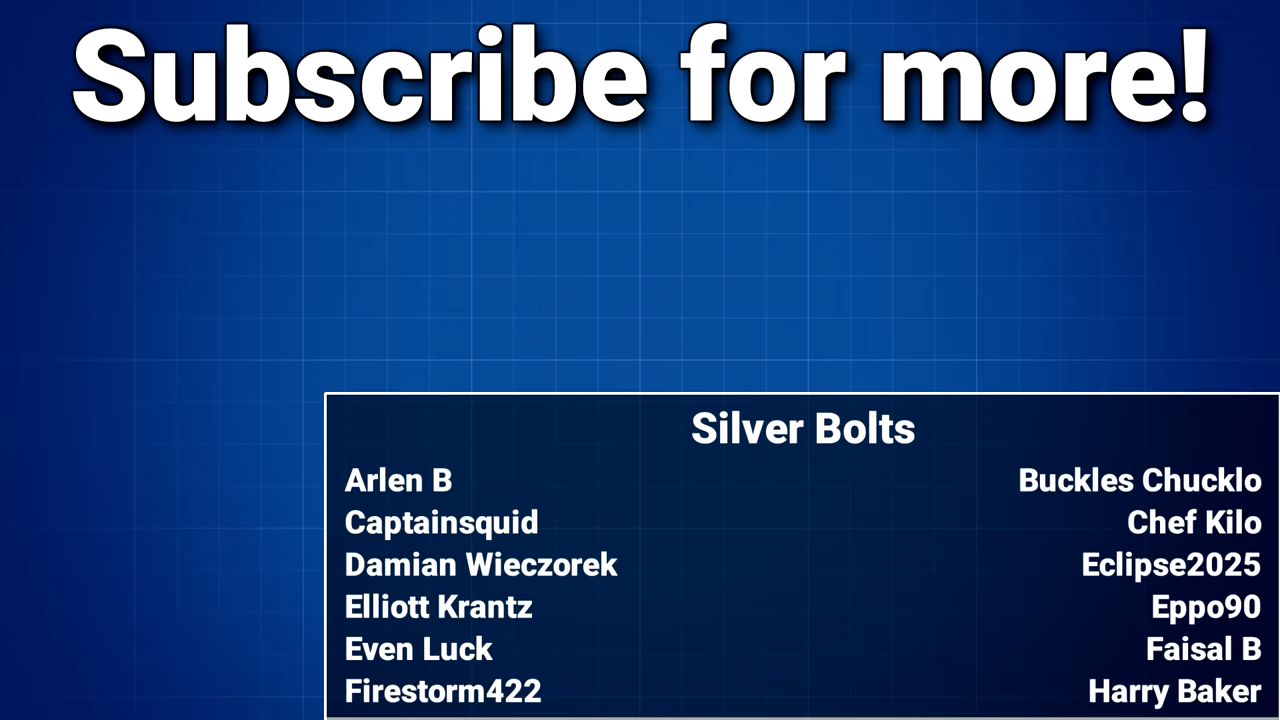 Subscribe for more!
Silver Bolts
Arlen B Buckles Chucklo
Captainsquid Chef Kilo
Damian Wieczorek Eclipse2025
Elliott Krantz Eppo90
Even Luck Faisal B
Firestorm422 Harry Baker